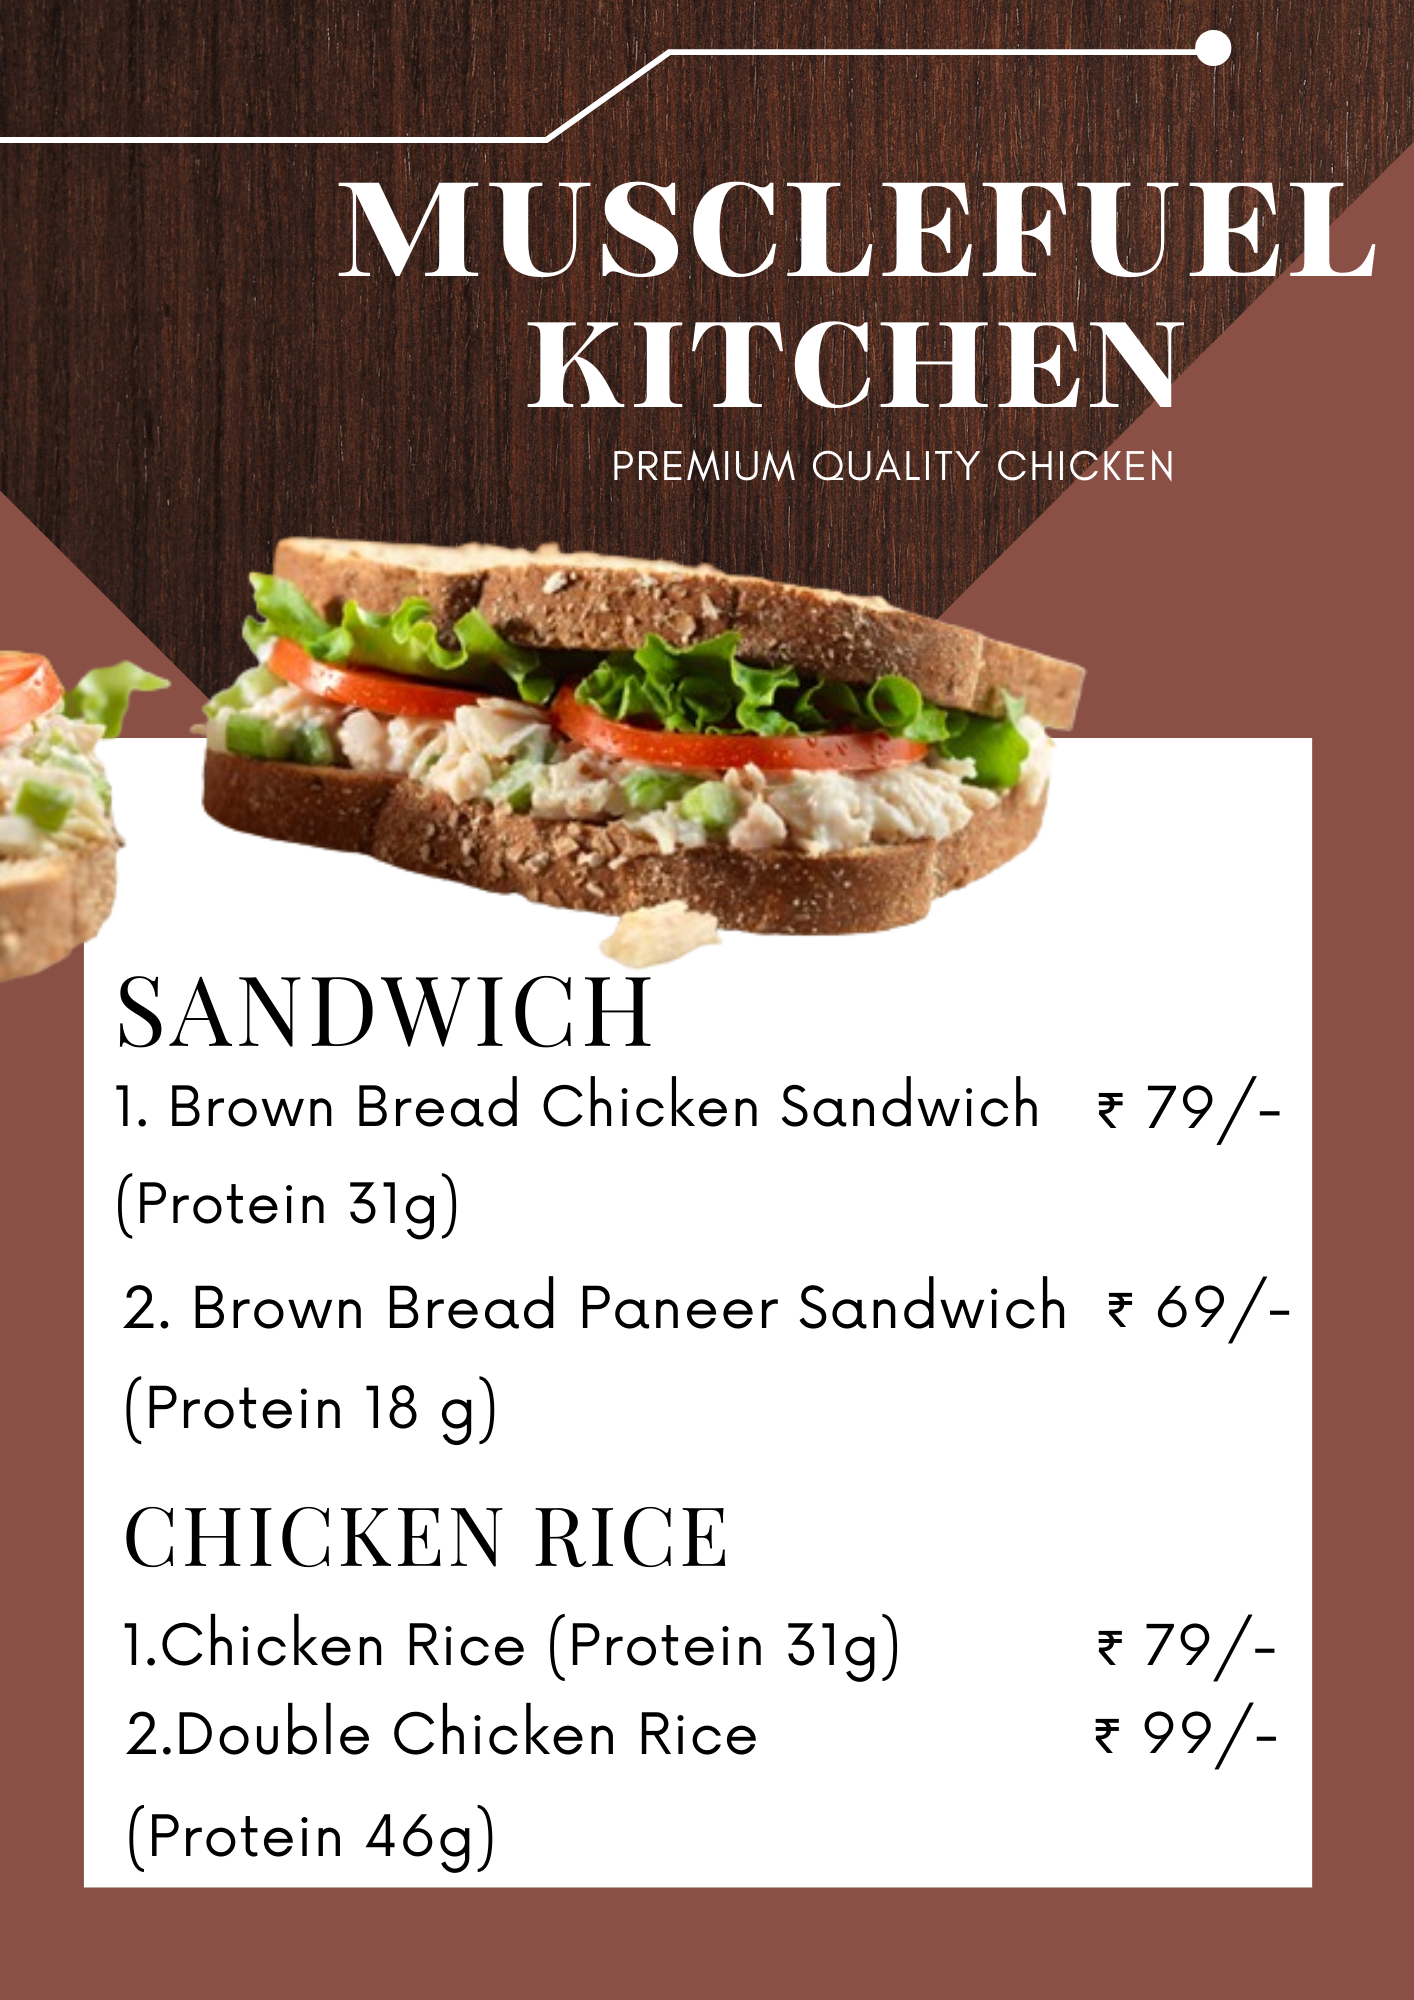 MUSCLEFUEL
KITCHEN
PREMIUM QUALITY CHICKEN
SANDWICH
1. Brown Bread Chicken Sandwich ₹ 79/-
(Protein 31g)
2. Brown Bread Paneer Sandwich ₹ 69/-
(Protein 18 g)
CHICKEN RICE
1.Chicken Rice (Protein 31g) ₹ 79/-
2.Double Chicken Rice ₹ 99/-
(Protein 46g)